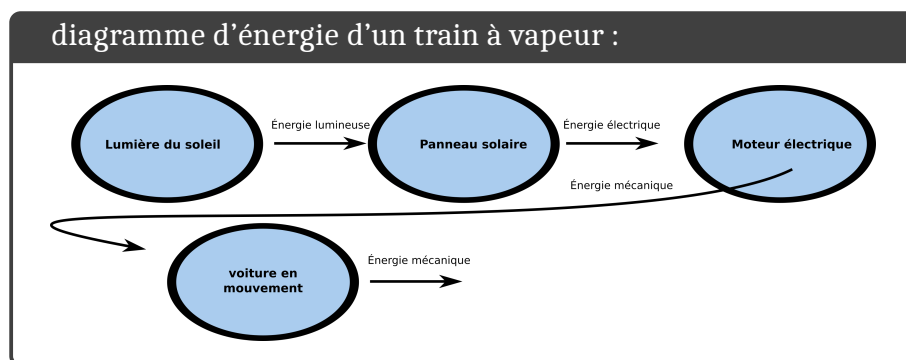 diagramme d’énergie d’un train à vapeur :
Lumière du soleil
Énergie lumineuse
Panneau solaire
Énergie électrique
Moteur électrique
Énergie mécanique
voiture en
mouvement
Énergie mécanique